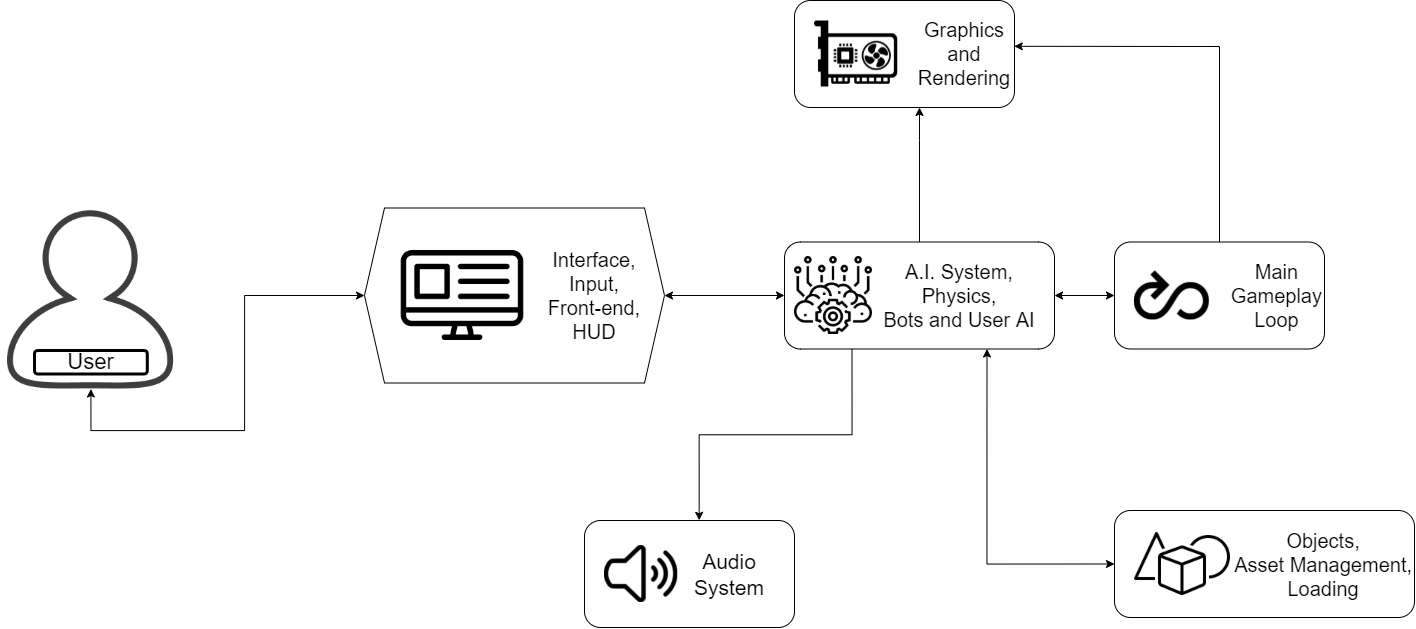 Graphics
and
Rendering
User
Interface,
Input,
Front-end,
HUD
A.I. System,
Physics,
Bots and User AI
Main
Gameplay
Loop
Audio
System
Objects,
Asset Management,
Loading